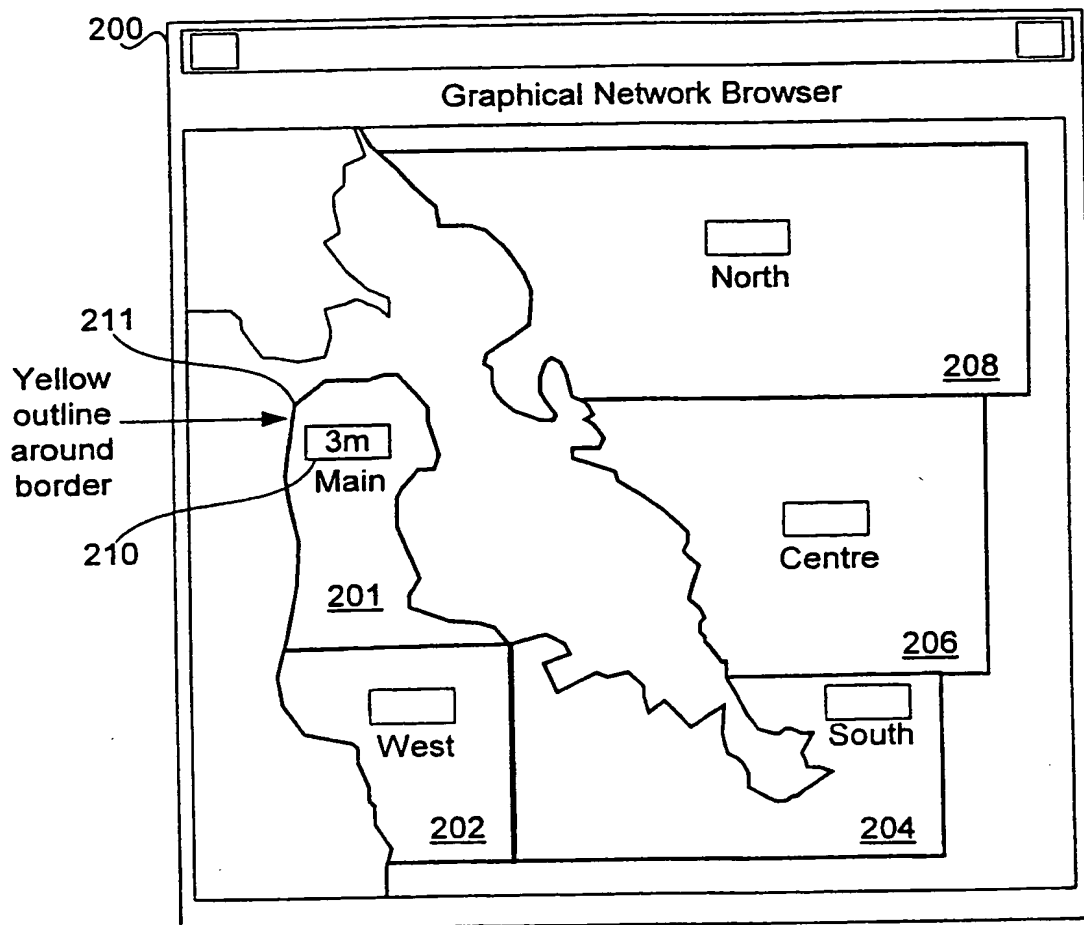 200
Graphical Network Browser
North
208
211
Yellow
outline
around
border
3m
Main
210
201
Centre
206
West
202
South
204